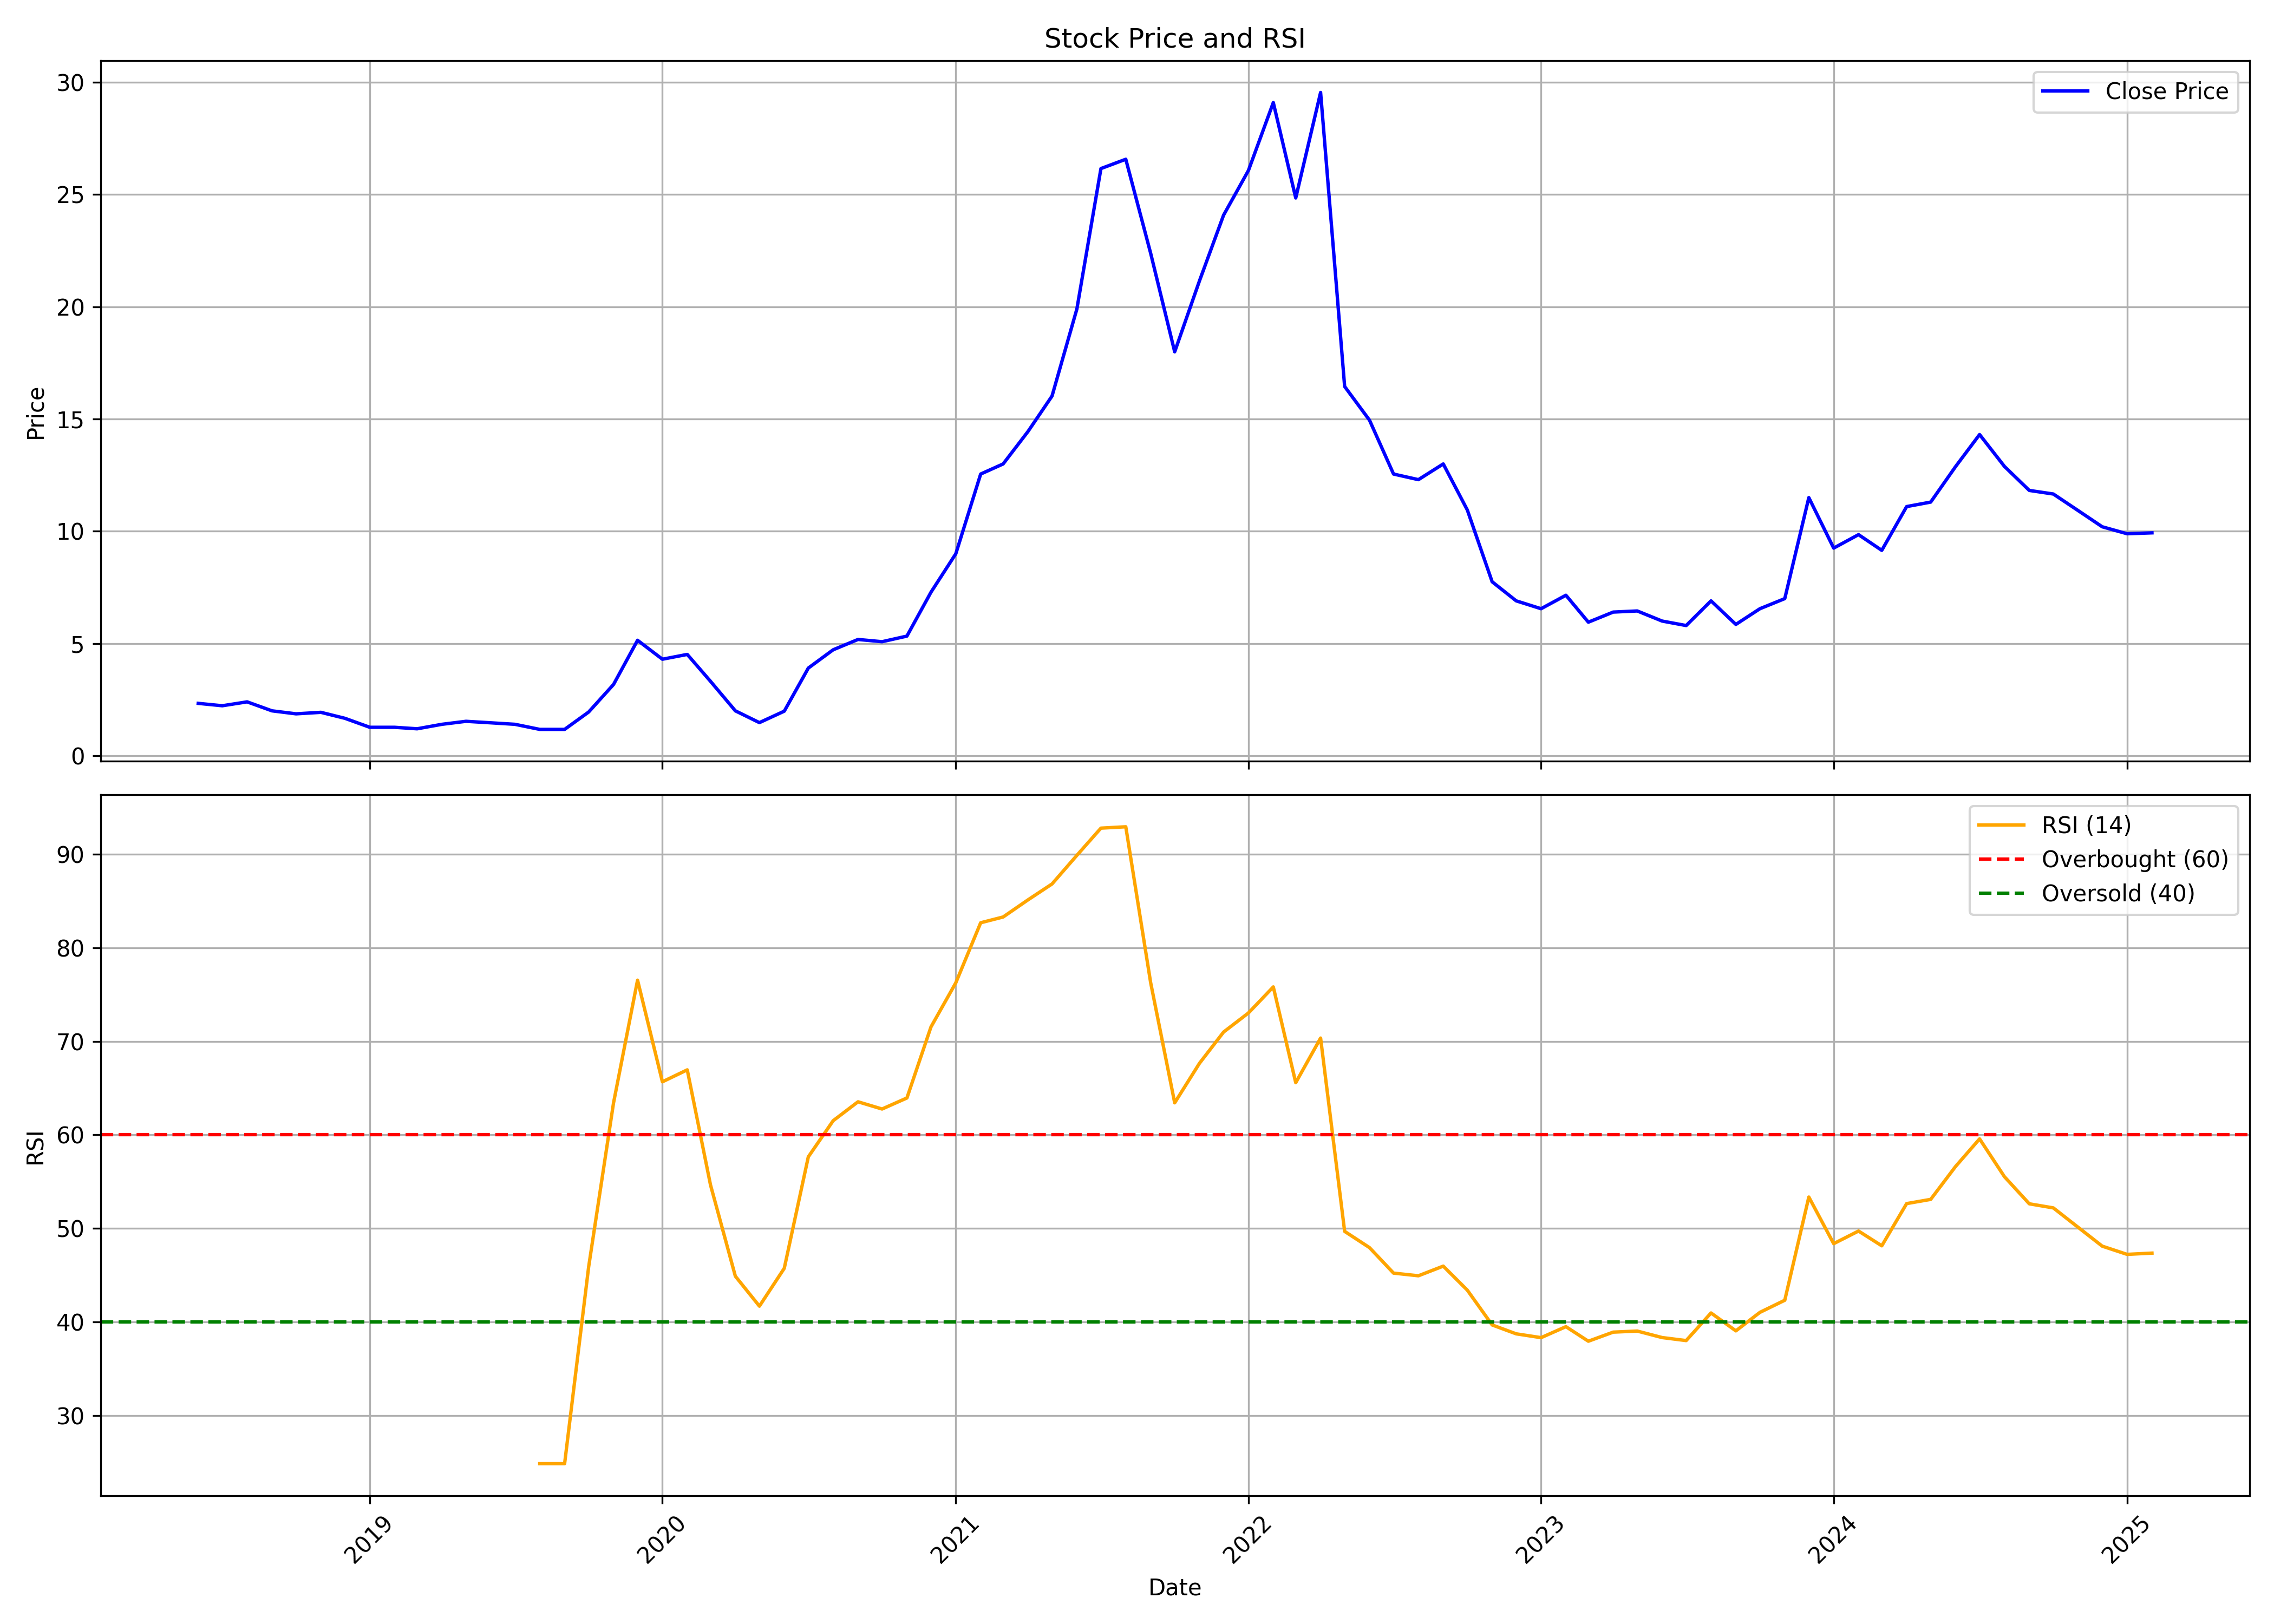 Stock Price and RSI
30
25
20
15
10
5
0
Price
Close Price
90
80
70
60
50
40
30
RSI
RSI (14)
Overbought (60)
Oversold (40)
2019
2020
2021
2022
2023
2024
2025
Date